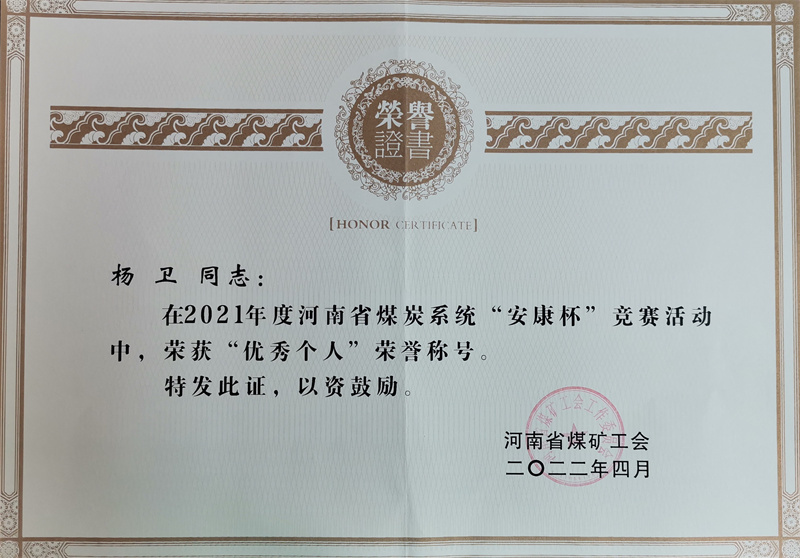 榮譽
證書
[HONOR CERTIFICATE]
杨 卫 同志：
在2021年度河南省煤炭系统“安康杯”竞赛活动
中，荣获“优秀个人”荣誉称号。
特发此证，以资鼓励。
河南省煤矿工会
二〇二二年四月